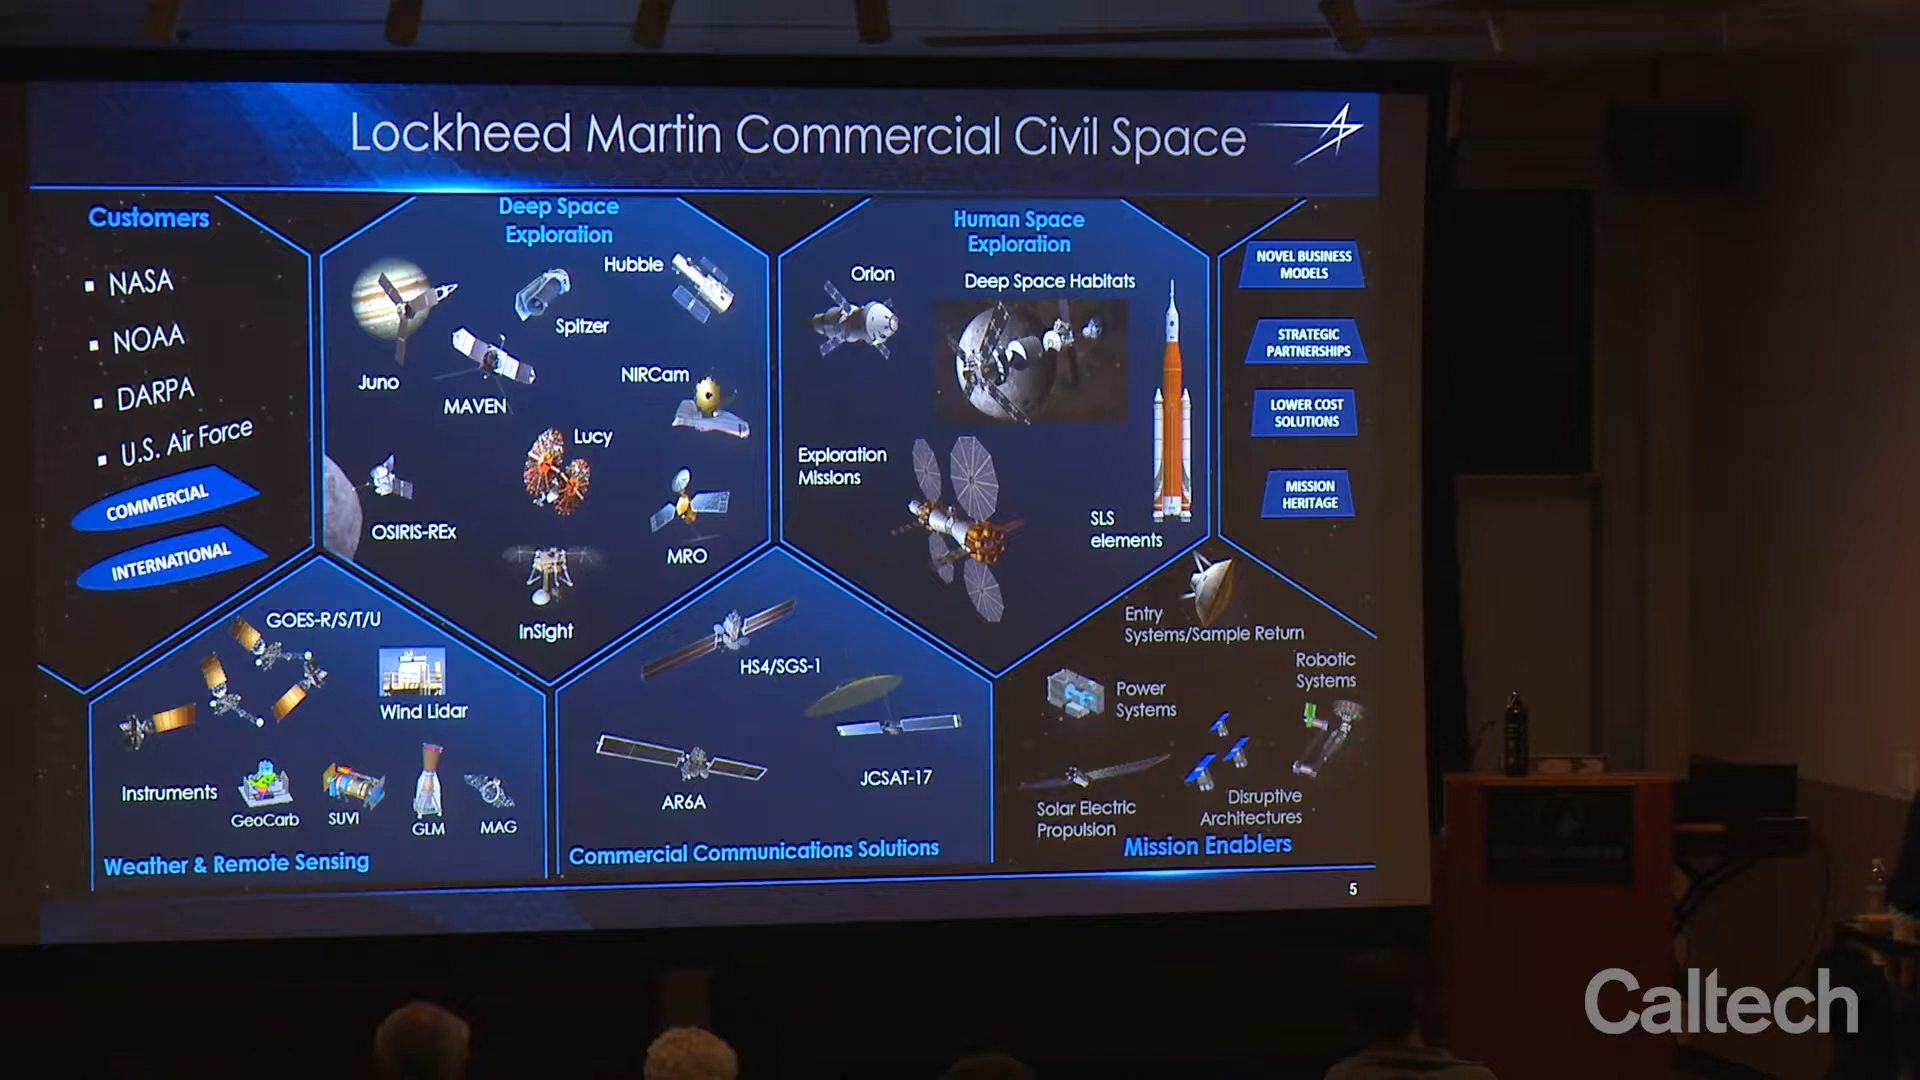 Lockheed Martin Commercial Civil Space
Customers
▪ NASA
▪ NOAA
▪ DARPA
▪ U.S. Air Force
COMMERCIAL
INTERNATIONAL
Deep Space
Exploration
Hubble
Spitzer
Juno
MAVEN
NIRCam
Lucy
OSIRIS-REx
MRO
InSight
Human Space
Exploration
Orion
Deep Space Habitats
Exploration
Missions
SLS
elements
NOVEL BUSINESS
MODELS
STRATEGIC
PARTNERSHIPS
LOWER COST
SOLUTIONS
MISSION
HERITAGE
GOES-R/S/T/U
Wind Lidar
Instruments
GeoCarb
SUVI
GLM
MAG
Weather & Remote Sensing
HS4/SGS-1
JCSAT-17
AR6A
Commercial Communications Solutions
Entry
Systems/Sample Return
Power
Systems
Robotic
Systems
Solar Electric
Propulsion
Disruptive
Architectures
Mission Enablers
5
Caltech